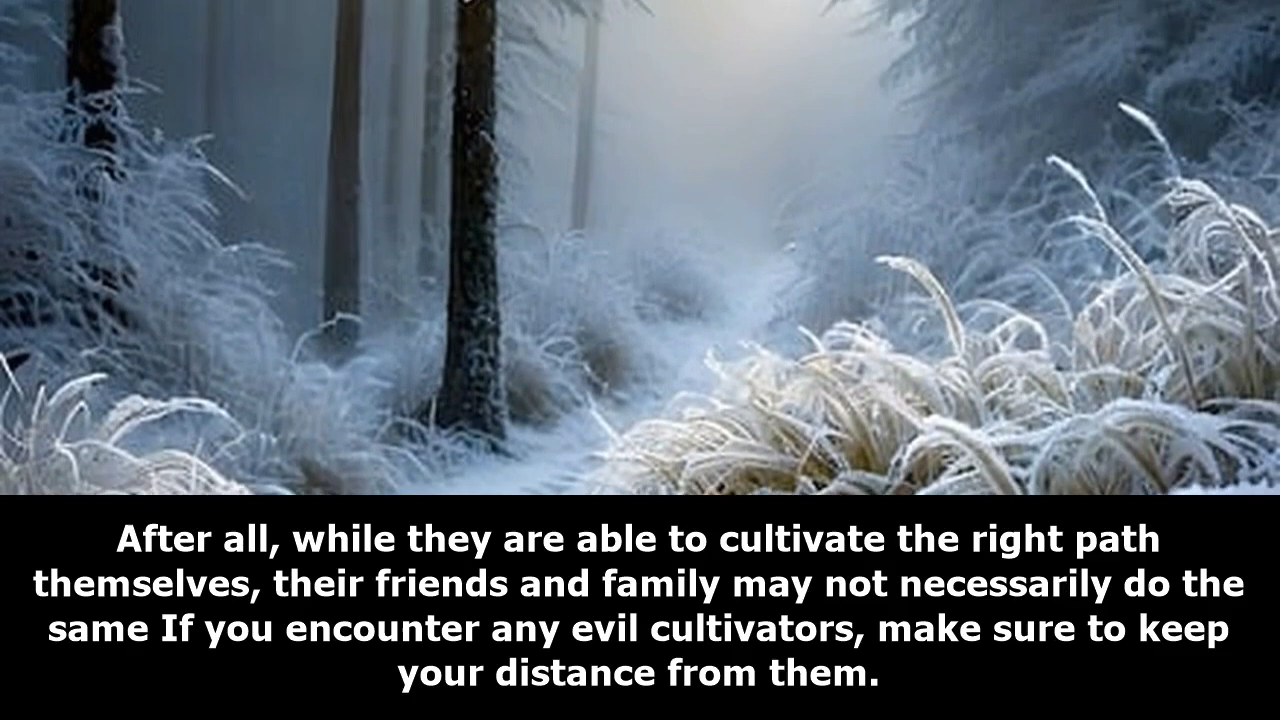 After all, while they are able to cultivate the right path
themselves, their friends and family may not necessarily do the
same If you encounter any evil cultivators, make sure to keep
your distance from them.